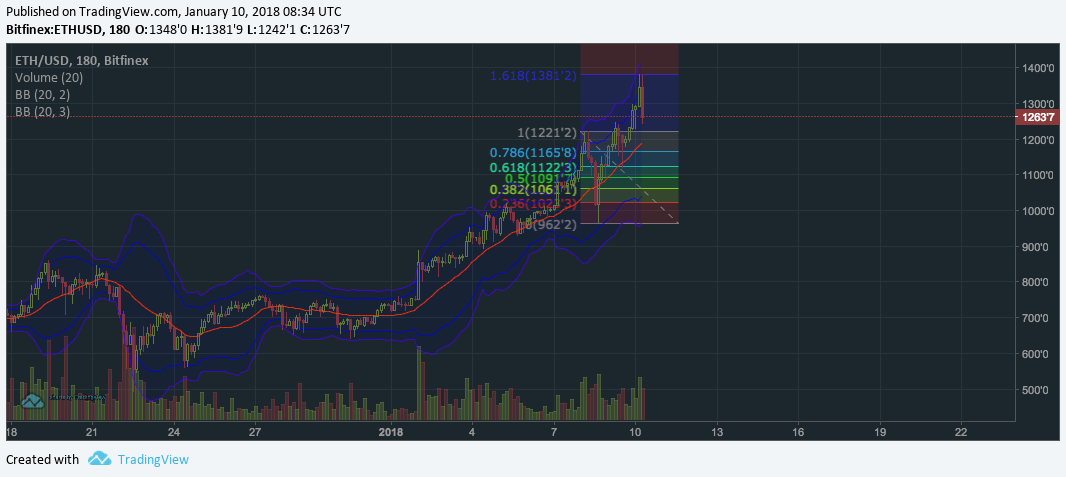 Published on TradingView.com, January 10, 2018 08:34 UTC
Bitfinex:ETHUSD, 180 O:1348'0 H:1381'9 L:1242'1 C:1263'7
ETH/USD, 180, Bitfinex
Volume (20)
BB (20, 2)
BB (20, 3)
1.618(1381'2)
1(1221'2)
0.786(1165'8)
0.618(1122'3)
0.5(1091'7)
0.382(1061'1)
0.236(1023'3)
0(962'2)
1400'0
1300'0
1263'7
1200'0
1100'0
1000'0
900'0
800'0
700'0
600'0
500'0
18 21 24 27 2018 4 7 10 13 16 19 22
Created with TradingView